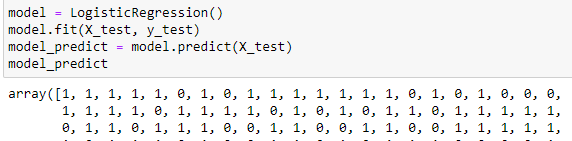 model = LogisticRegression()
model.fit(X_test, y_test)
model_predict = model.predict(X_test)
model_predict
array([1, 1, 1, 1, 1, 0, 1, 0, 1, 1, 1, 1, 1, 1, 1, 0, 1, 0, 1, 0, 0, 0,
1, 1, 1, 1, 0, 1, 1, 1, 1, 0, 1, 0, 1, 0, 1, 1, 0, 1, 1, 1, 1, 1,
0, 1, 1, 0, 1, 1, 1, 0, 0, 1, 1, 0, 0, 1, 1, 0, 0, 1, 1, 1, 1, 1,